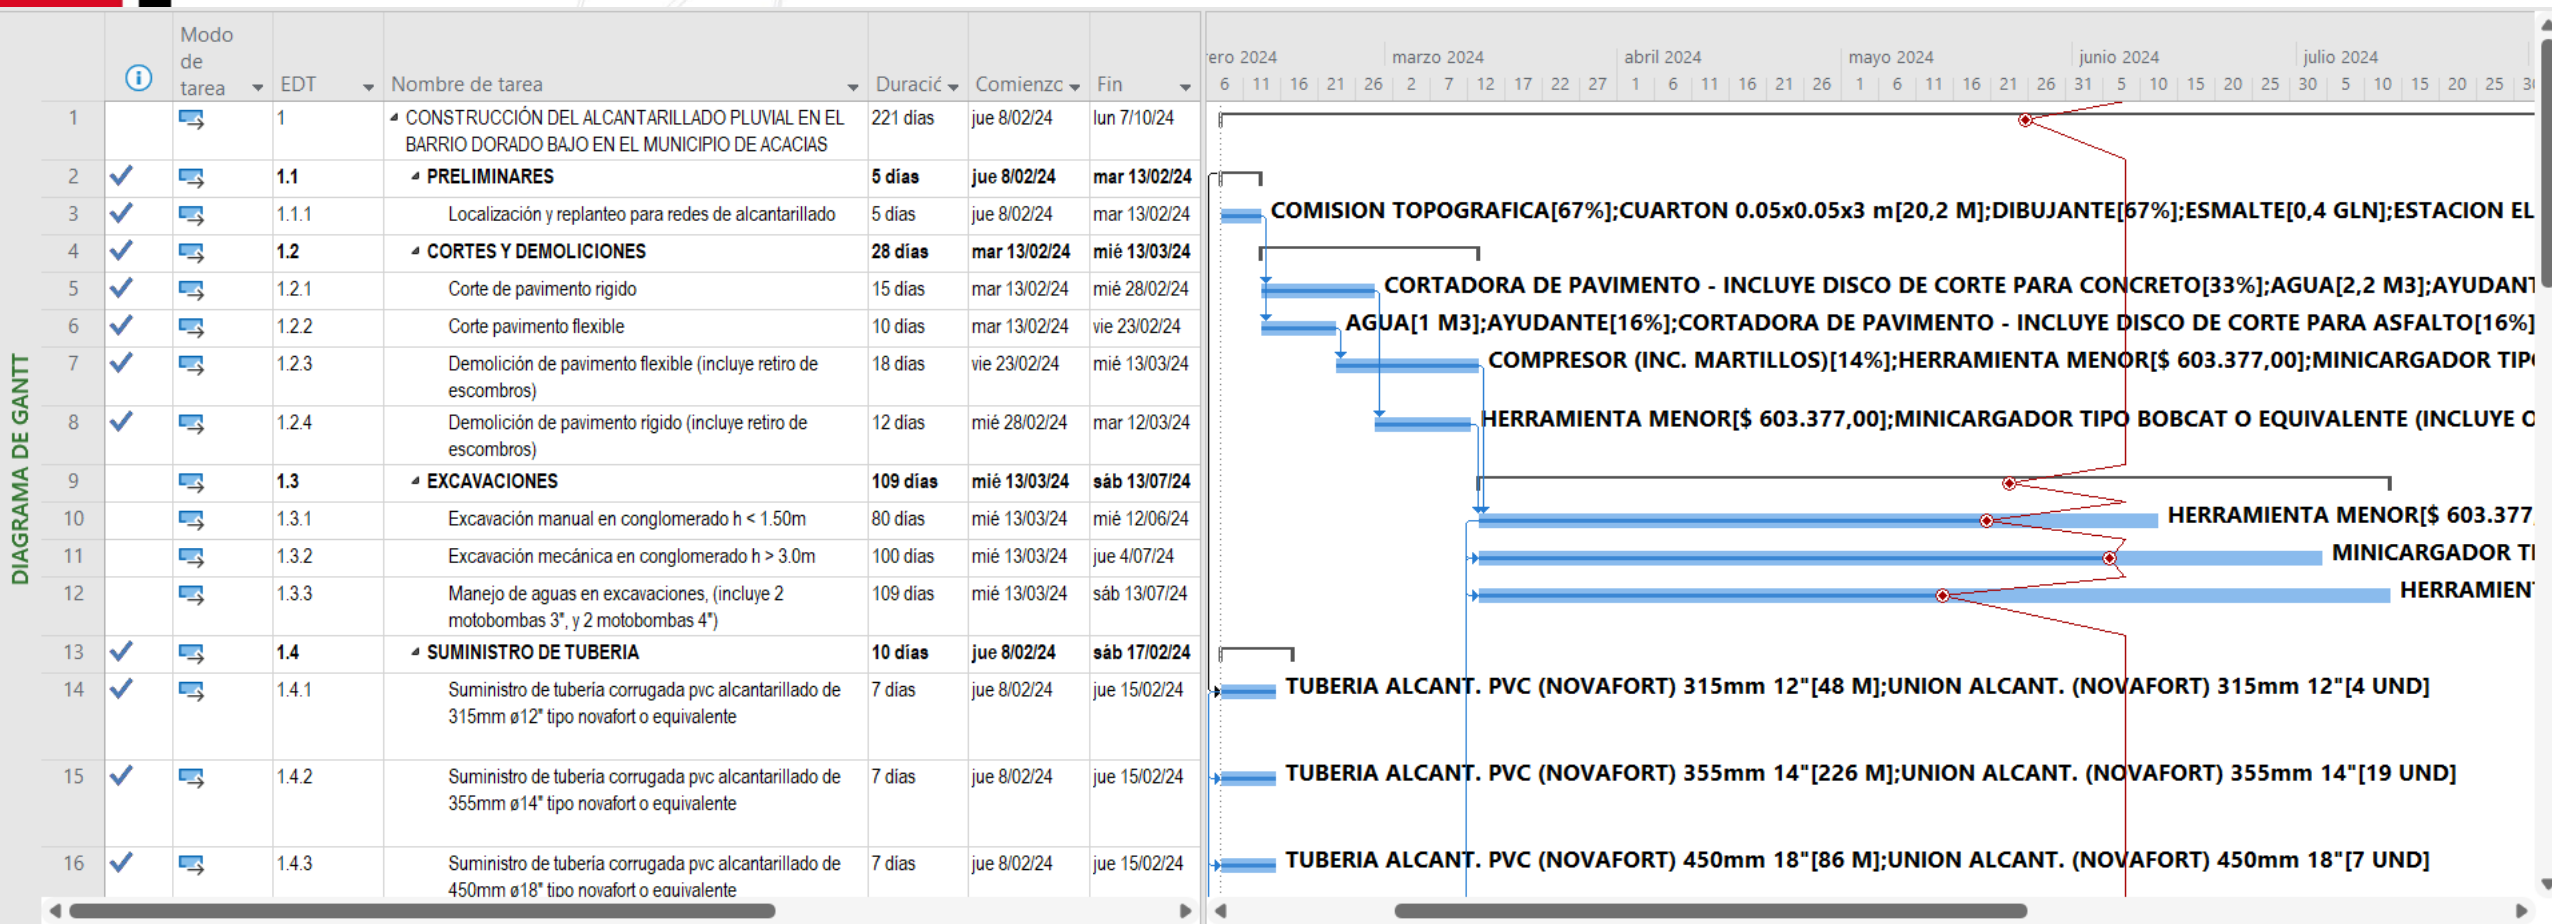 Modo
de
tarea EDT Nombre de tarea Duració Comienzo Fin
rero 2024 marzo 2024 abril 2024 mayo 2024 junio 2024 julio 2024
6 11 16 21 26 2 7 12 17 22 27 1 6 11 16 21 26 1 6 11 16 21 26 31 5 10 15 20 25 30 5 10 15 20 25 30
DIAGRAMA DE GANTT
1 1 CONSTRUCCIÓN DEL ALCANTARILLADO PLUVIAL EN EL 221 días jue 8/02/24 lun 7/10/24
BARRIO DORADO BAJO EN EL MUNICIPIO DE ACACIAS
2 1.1 PRELIMINARES 5 días jue 8/02/24 mar 13/02/24
3 1.1.1 Localización y replanteo para redes de alcantarillado 5 días jue 8/02/24 mar 13/02/24 COMISION TOPOGRAFICA[67%];CUARTON 0.05x0.05x3 m[20,2 M];DIBUJANTE[67%];ESMALTE[0,4 GLN];ESTACION EL
4 1.2 CORTES Y DEMOLICIONES 28 días mar 13/02/24 mié 13/03/24
5 1.2.1 Corte de pavimento rigido 15 días mar 13/02/24 mié 28/02/24 CORTADORA DE PAVIMENTO - INCLUYE DISCO DE CORTE PARA CONCRETO[33%];AGUA[2,2 M3];AYUDANT
6 1.2.2 Corte pavimento flexible 10 días mar 13/02/24 vie 23/02/24 AGUA[1 M3];AYUDANTE[16%];CORTADORA DE PAVIMENTO - INCLUYE DISCO DE CORTE PARA ASFALTO[16%]
7 1.2.3 Demolición de pavimento flexible (incluye retiro de 18 días vie 23/02/24 mié 13/03/24 COMPRESOR (INC. MARTILLOS)[14%];HERRAMIENTA MENOR[$ 603.377,00];MINICARGADOR TIPO
escombros)
8 1.2.4 Demolición de pavimento rígido (incluye retiro de 12 días mié 28/02/24 mar 12/03/24 HERRAMIENTA MENOR[$ 603.377,00];MINICARGADOR TIPO BOBCAT O EQUIVALENTE (INCLUYE O
escombros)
9 1.3 EXCAVACIONES 109 días mié 13/03/24 sáb 13/07/24
10 1.3.1 Excavación manual en conglomerado h < 1.50m 80 días mié 13/03/24 mié 12/06/24 HERRAMIENTA MENOR[$ 603.377,
11 1.3.2 Excavación mecánica en conglomerado h > 3.0m 100 días mié 13/03/24 jue 4/07/24 MINICARGADOR TI
12 1.3.3 Manejo de aguas en excavaciones, (incluye 2 109 días mié 13/03/24 sáb 13/07/24 HERRAMIENT
motobombas 3", y 2 motobombas 4")
13 1.4 SUMINISTRO DE TUBERIA 10 días jue 8/02/24 sáb 17/02/24
14 1.4.1 Suministro de tubería corrugada pvc alcantarillado de 7 días jue 8/02/24 jue 15/02/24 TUBERIA ALCANT. PVC (NOVAFORT) 315mm 12"[48 M];UNION ALCANT. (NOVAFORT) 315mm 12"[4 UND]
315mm ø12" tipo novafort o equivalente
15 1.4.2 Suministro de tubería corrugada pvc alcantarillado de 7 días jue 8/02/24 jue 15/02/24 TUBERIA ALCANT. PVC (NOVAFORT) 355mm 14"[226 M];UNION ALCANT. (NOVAFORT) 355mm 14"[19 UND]
355mm ø14" tipo novafort o equivalente
16 1.4.3 Suministro de tubería corrugada pvc alcantarillado de 7 días jue 8/02/24 jue 15/02/24 TUBERIA ALCANT. PVC (NOVAFORT) 450mm 18"[86 M];UNION ALCANT. (NOVAFORT) 450mm 18"[7 UND]
450mm ø18" tipo novafort o equivalente